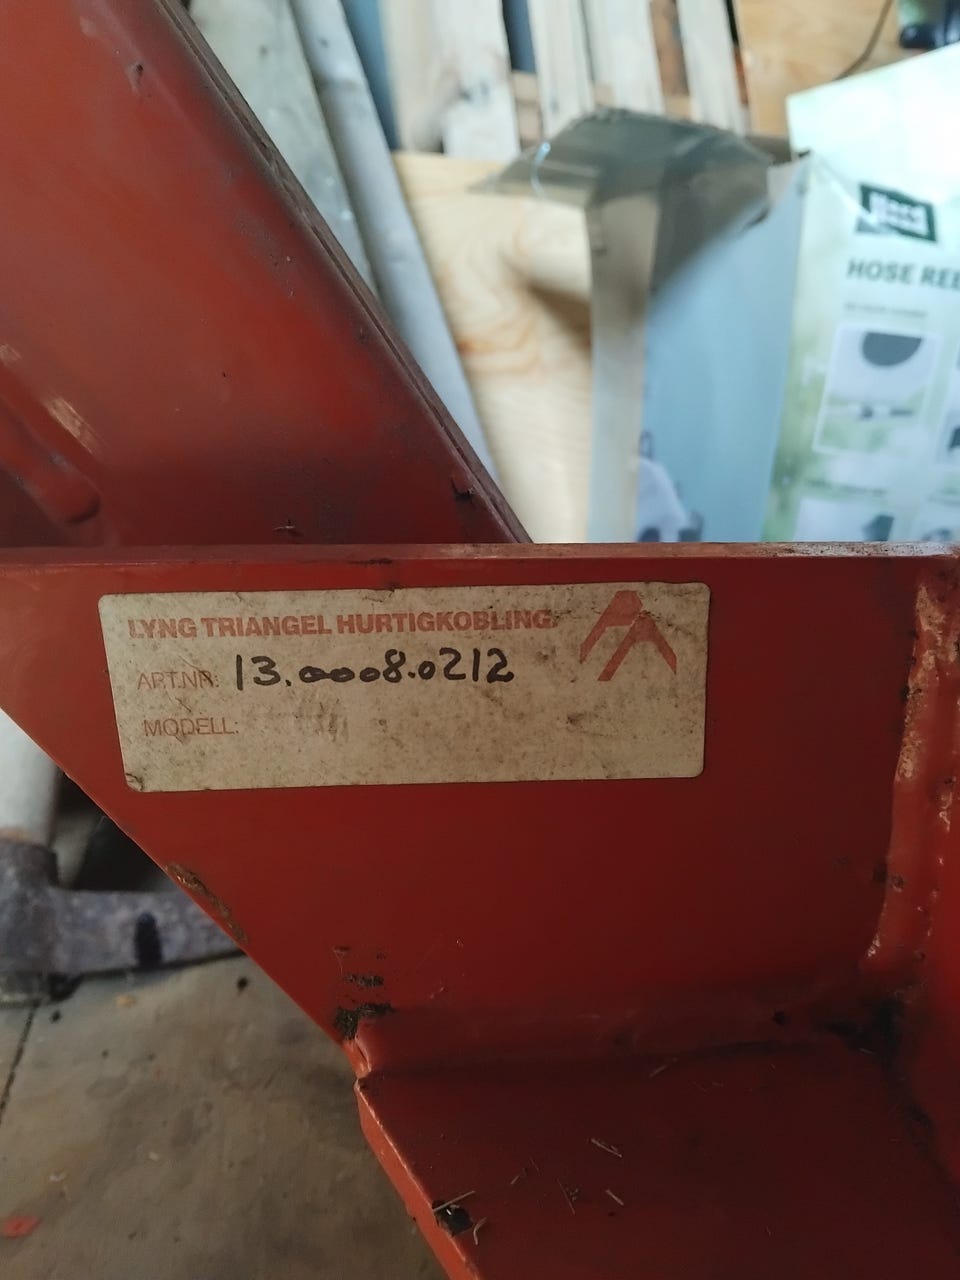 HOSE REE
LYNG TRIANGEL HURTIGKOBLING
ART.NR: 13.0008.0212
MODELL: